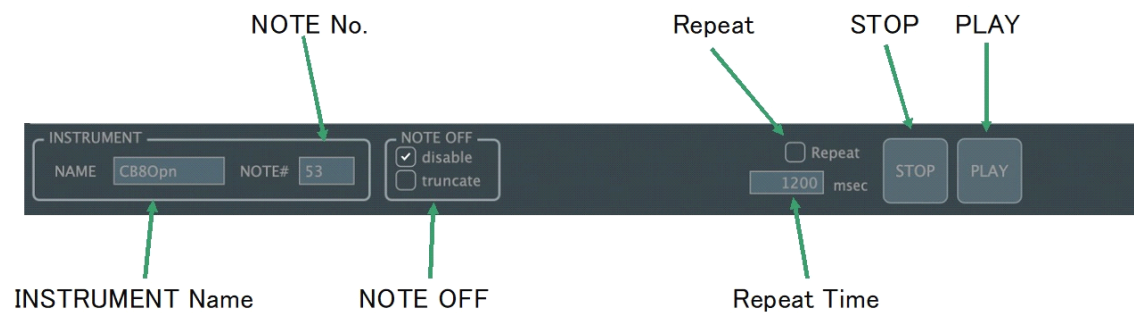 NOTE No.
Repeat
STOP
PLAY
INSTRUMENT
NAME CB8Opn NOTE# 53
NOTE OFF
disable
truncate
Repeat
1200 msec
STOP
PLAY
INSTRUMENT Name
NOTE OFF
Repeat Time